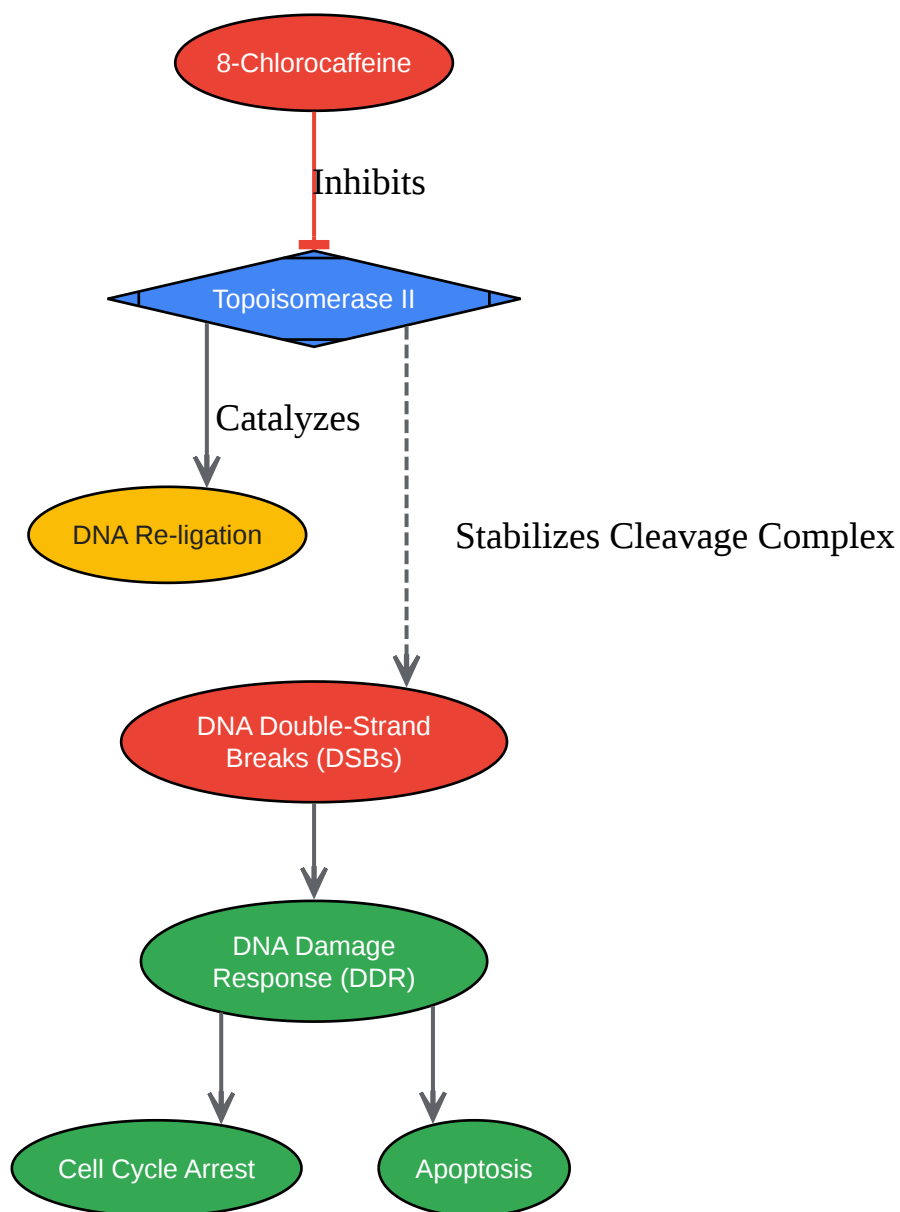 8-Chlorocaffeine
Inhibits
Topoisomerase II
Catalyzes
DNA Re-ligation
Stabilizes Cleavage Complex
DNA Double-Strand
Breaks (DSBs)
DNA Damage
Response (DDR)
Cell Cycle Arrest
Apoptosis